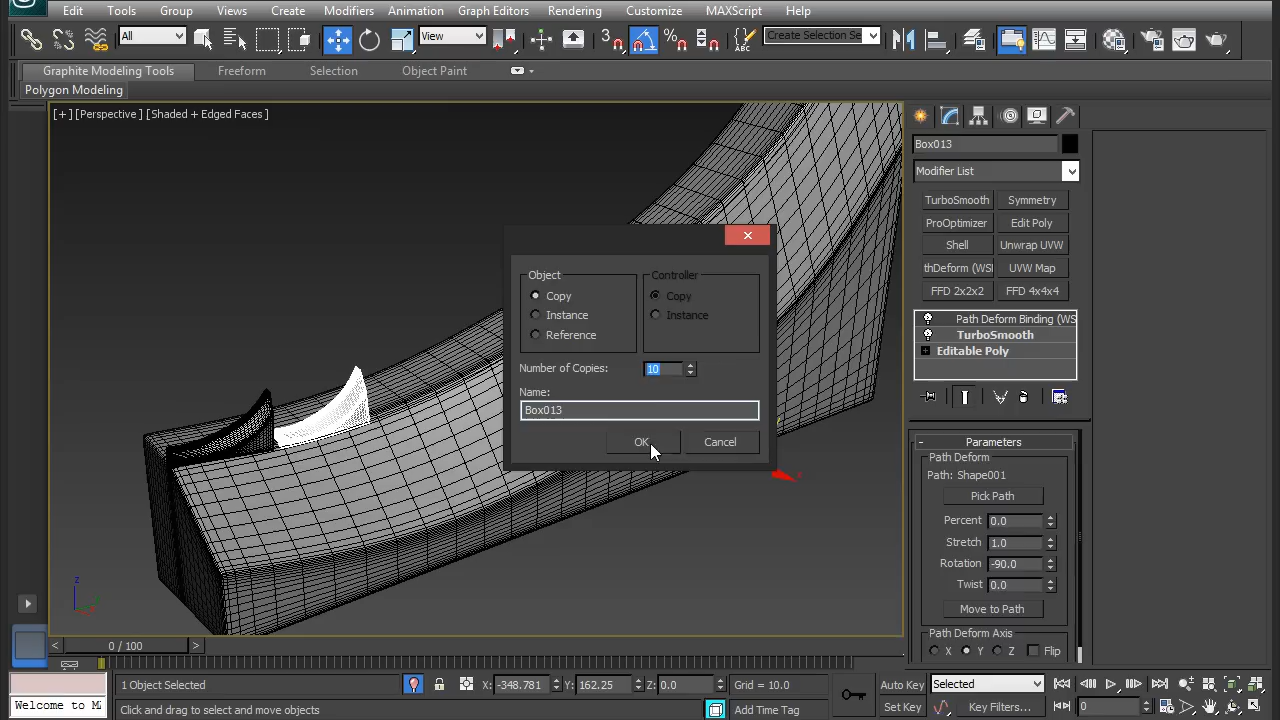 Edit Tools Group Views Create Modifiers Animation Graph Editors Rendering Customize MAXScript Help
All View 3 Create Selection Se
Graphite Modeling Tools Freeform Selection Object Paint
Polygon Modeling
[+][Perspective][Shaded + Edged Faces]
Box013
Modifier List
TurboSmooth Symmetry
ProOptimizer Edit Poly
Shell Unwrap UVW
thDeform (WS UVW Map
FFD 2x2x2 FFD 4x4x4
Path Deform Binding (WS
TurboSmooth
Editable Poly
Object Controller
Copy Copy
Instance Instance
Reference
Number of Copies: 10
Name:
Box013
OK Cancel
- Parameters
Path Deform
Path: Shape001
Pick Path
Percent 0.0
Stretch 1.0
Rotation -90.0
Twist 0.0
Move to Path
Path Deform Axis
X Y Z Flip
z
x
< 0 / 100 >
1 Object Selected X: -348.781 Y: 162.25 Z: 0.0 Grid = 10.0 Auto Key Selected
Welcome to M Click and drag to select and move objects Add Time Tag Set Key Key Filters... 0